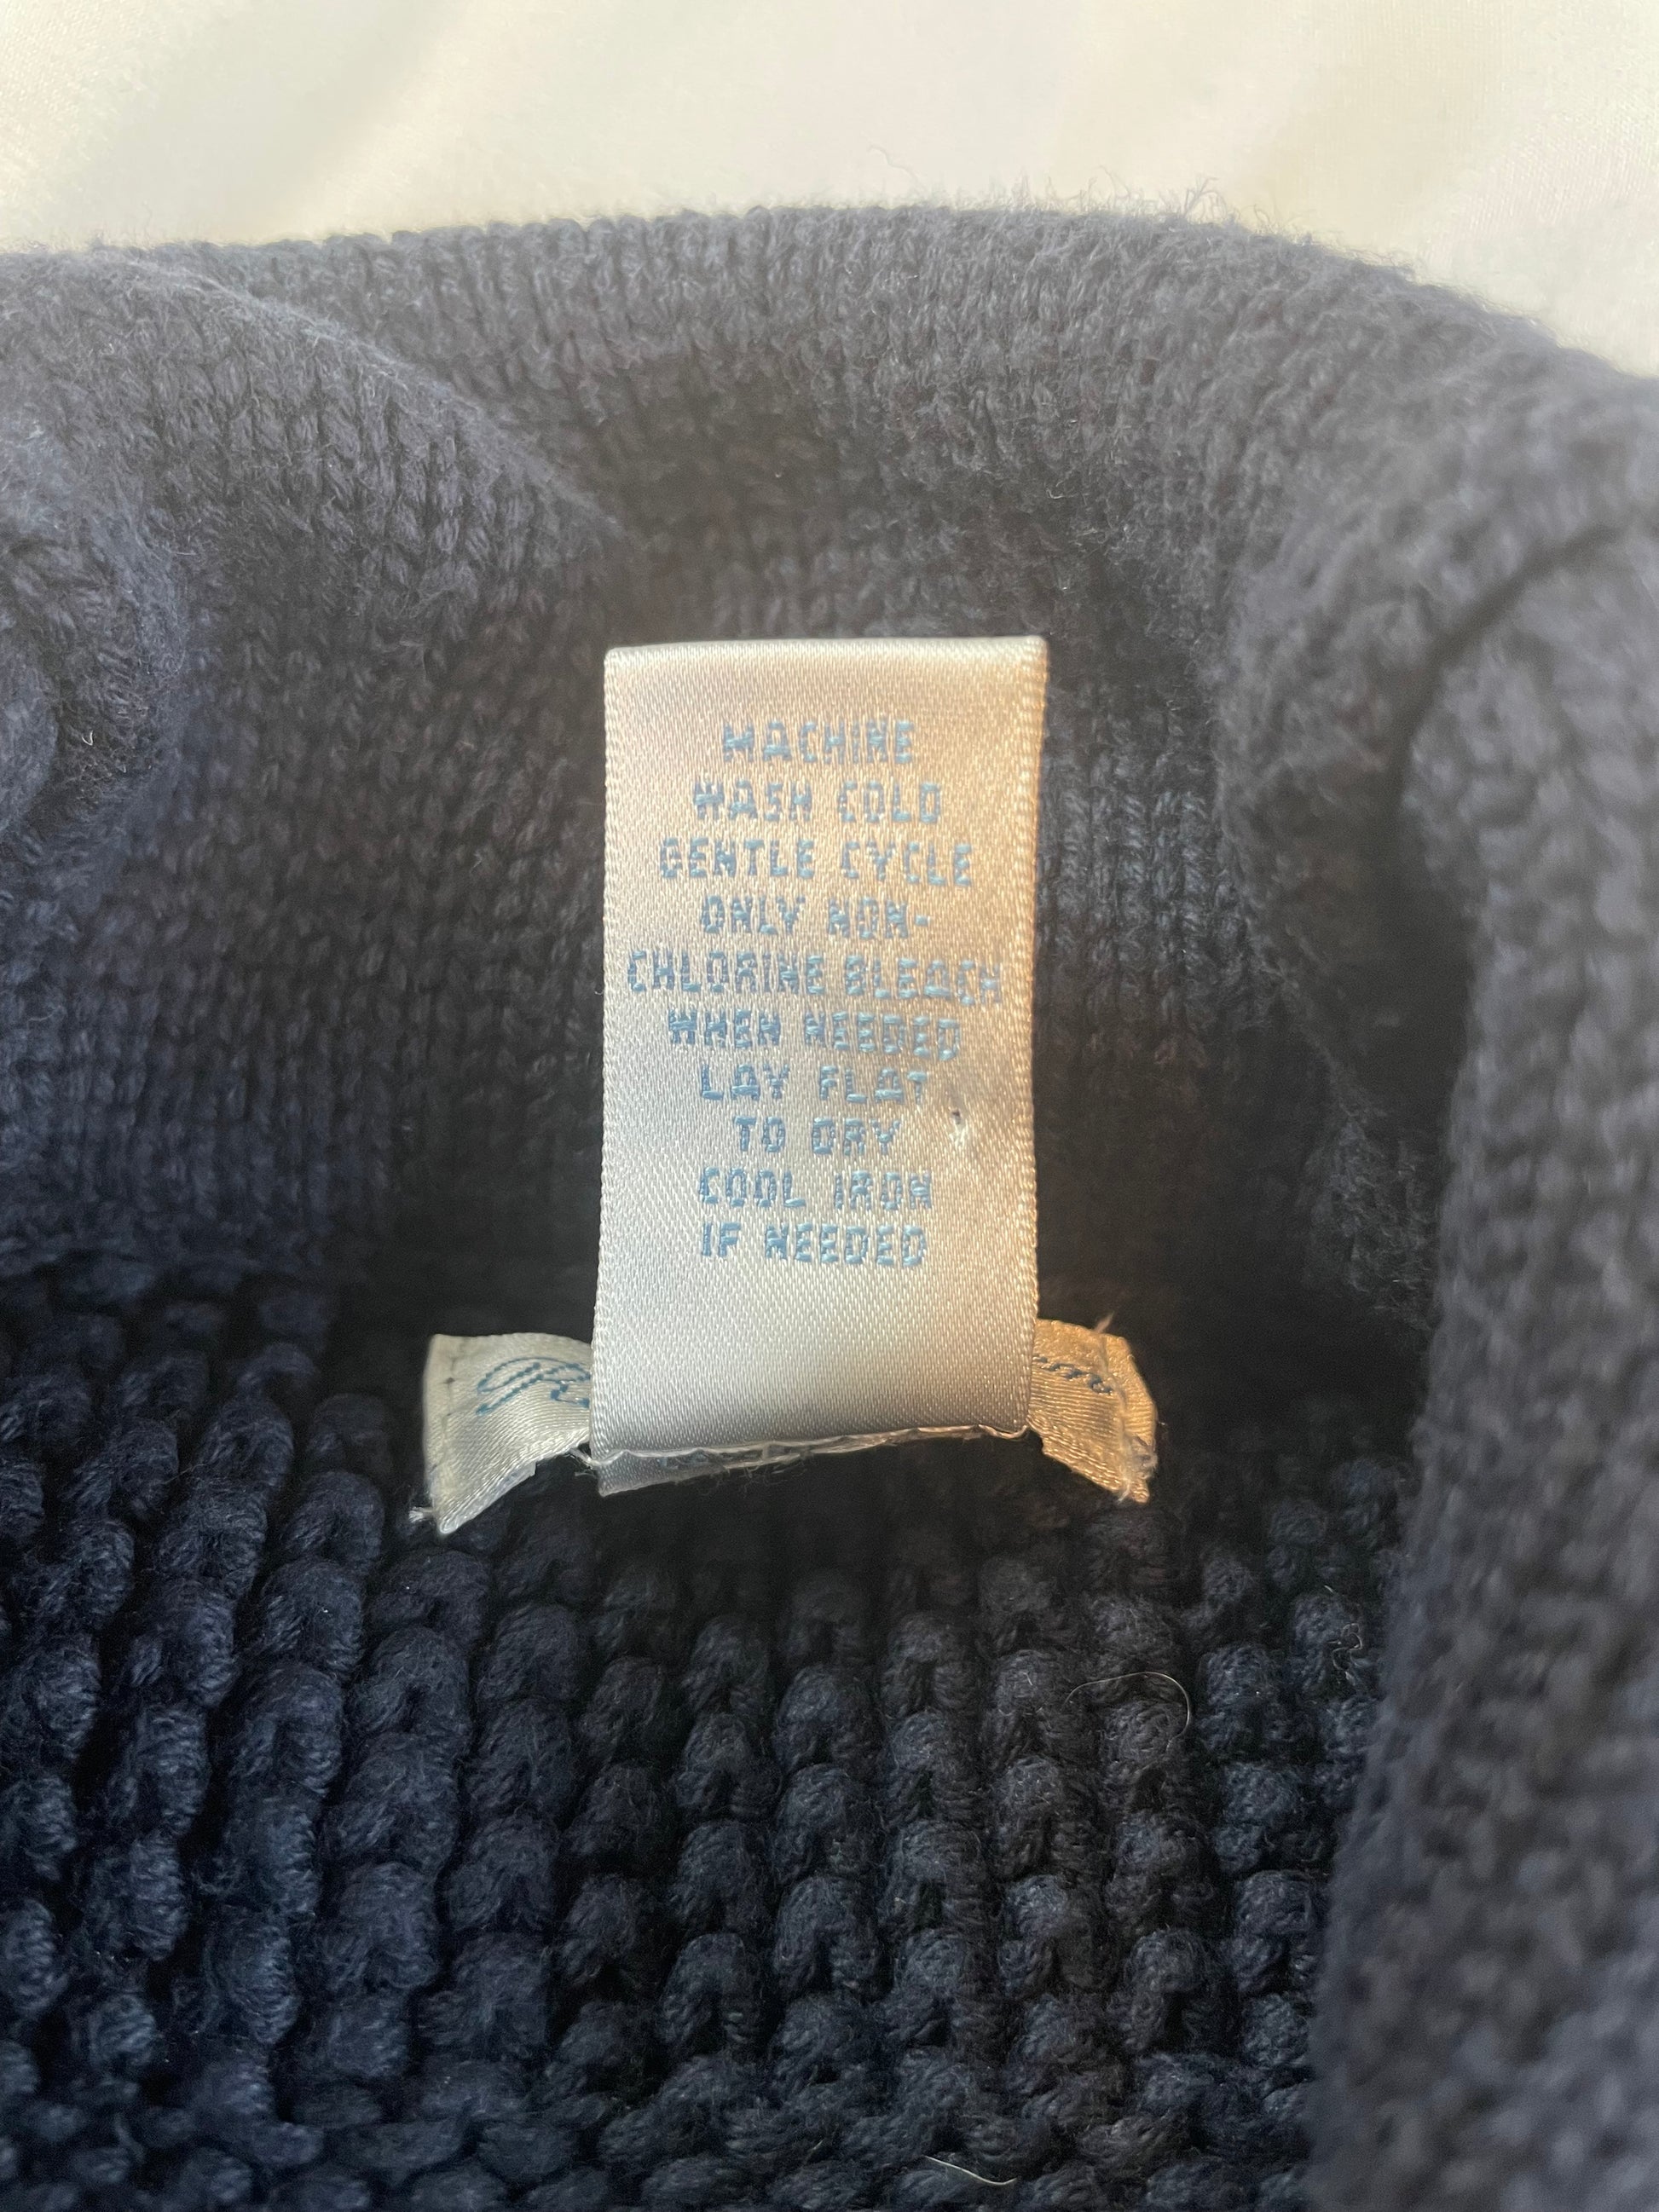 MACHINE
WASH COLD
GENTLE CYCLE
ONLY NON-
CHLORINE BLEACH
WHEN NEEDED
LAY FLAT
TO DRY
COOL IRON
IF NEEDED